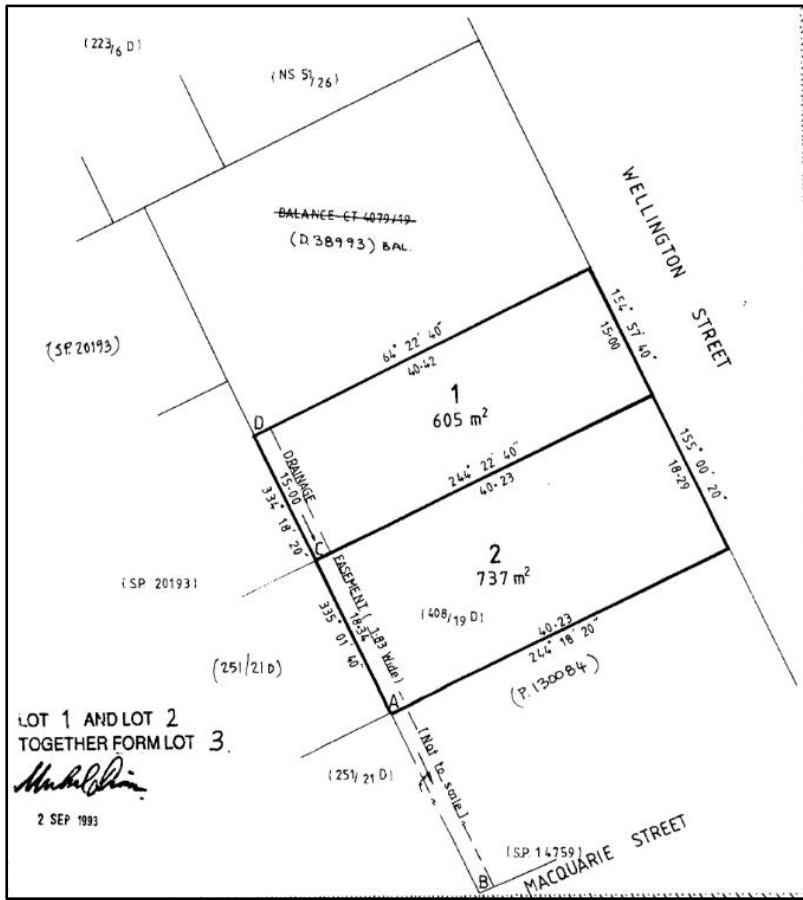 (223/6 D)
(NS 51/26)
WELLINGTON STREET
BALANCE CT 4079/19
(D.38993) BAL.
(S.P. 20193)
64° 22' 40"
40·42
154° 57' 40"
15·00
1
605 m²
D
DRAINAGE
15·00
334° 18' 20"
244° 22' 40"
40·23
155° 00' 20"
18·29
C
EASEMENT (1·83 Wide)
18·34
335° 01' 40"
2
737 m²
(SP 20193)
(408/19 D)
40·23
244° 18' 20"
(P.130084)
(251/21 D)
A
LOT 1 AND LOT 2
TOGETHER FORM LOT 3.
2 SEP 1993
(251/21 D)
(Not to scale)
(S.P. 14759)
B
MACQUARIE STREET